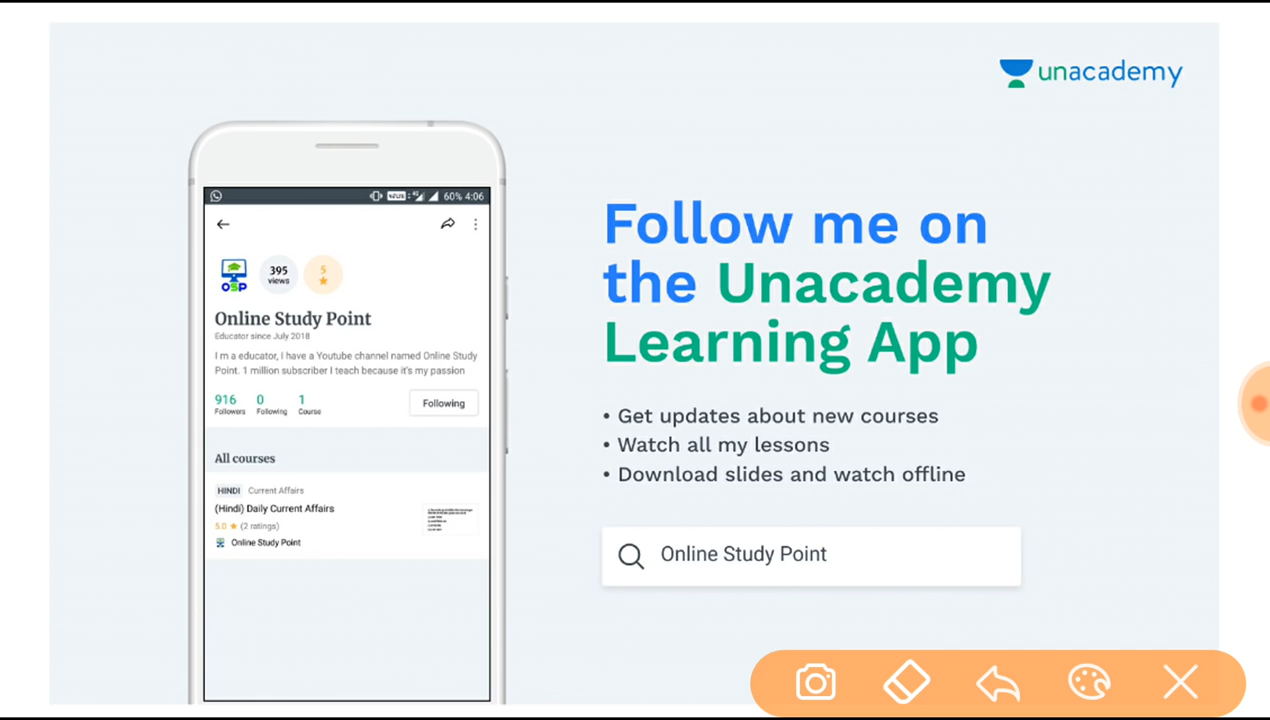 unacademy
60% 4:06
395
views
5
OSP
Online Study Point
Educator since July 2018
I m a educator, I have a Youtube channel named Online Study
Point. 1 million subscriber I teach because it's my passion
916 0 1
Followers Following Course
Following
All courses
HINDI Current Affairs
(Hindi) Daily Current Affairs
5.0 ★ (2 ratings)
Online Study Point
Follow me on
the Unacademy
Learning App
• Get updates about new courses
• Watch all my lessons
• Download slides and watch offline
Online Study Point